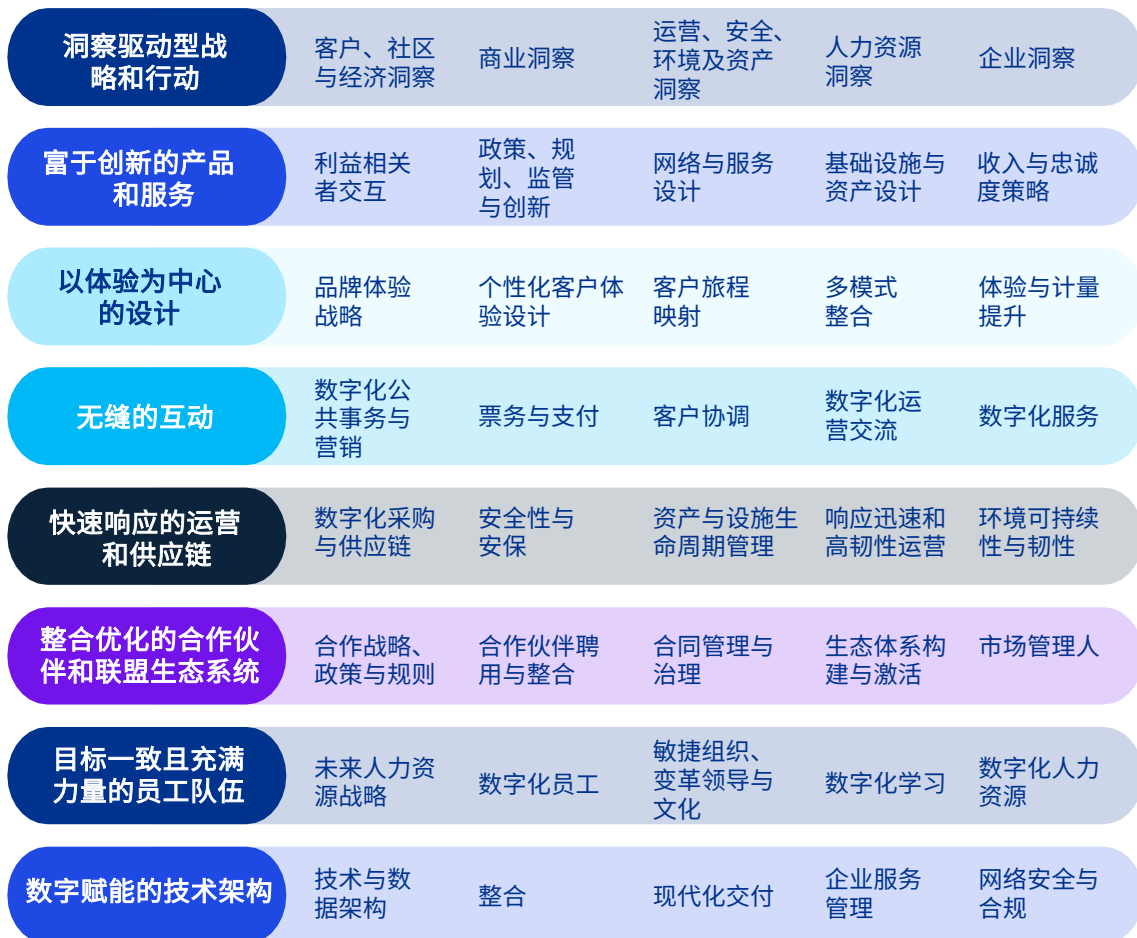 洞察驱动型战
略和行动
客户、社区
与经济洞察
商业洞察
运营、安全、
环境及资产
洞察
人力资源
洞察
企业洞察
富于创新的产品
和服务
利益相关
者交互
政策、规
划、监管
与创新
网络与服务
设计
基础设施与
资产设计
收入与忠诚
度策略
以体验为中心
的设计
品牌体验
战略
个性化客户体
验设计
客户旅程
映射
多模式
整合
体验与计量
提升
无缝的互动
数字化公
共事务与
营销
票务与支付
客户协调
数字化运
营交流
数字化服务
快速响应的运营
和供应链
数字化采购
与供应链
安全性与
安保
资产与设施生
命周期管理
响应迅速和
高韧性运营
环境可持续
性与韧性
整合优化的合作伙
伴和联盟生态系统
合作战略、
政策与规则
合作伙伴聘
用与整合
合同管理与
治理
生态体系构
建与激活
市场管理人
目标一致且充满
力量的员工队伍
未来人力资
源战略
数字化员工
敏捷组织、
变革领导与
文化
数字化学习
数字化人力
资源
数字赋能的技术架构
技术与数
据架构
整合
现代化交付
企业服务
管理
网络安全与
合规